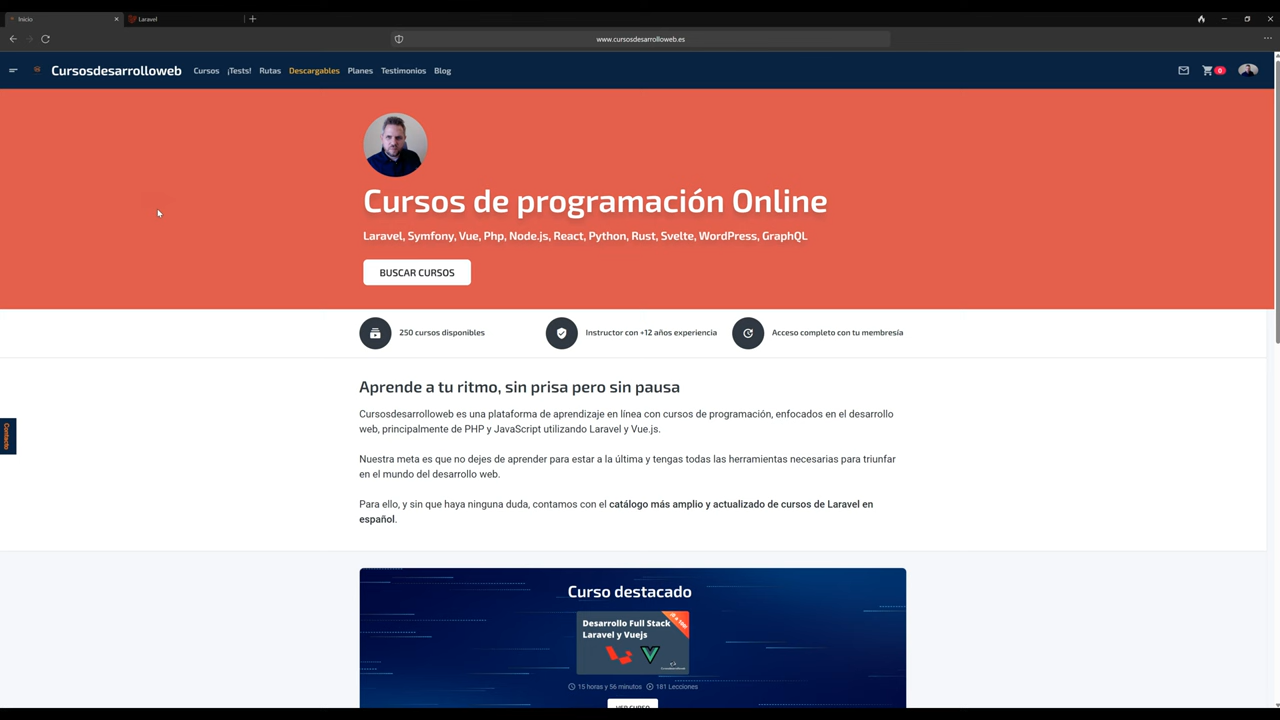 Inicio
Laravel
www.cursosdesarrolloweb.es
Cursosdesarrolloweb
Cursos
¡Tests!
Rutas
Descargables
Planes
Testimonios
Blog
0
Cursos de programación Online
Laravel, Symfony, Vue, Php, Node.js, React, Python, Rust, Svelte, WordPress, GraphQL
BUSCAR CURSOS
250 cursos disponibles
Instructor con +12 años experiencia
Acceso completo con tu membresía
Aprende a tu ritmo, sin prisa pero sin pausa
Cursosdesarrolloweb es una plataforma de aprendizaje en línea con cursos de programación, enfocados en el desarrollo
web, principalmente de PHP y JavaScript utilizando Laravel y Vue.js.
Contacto
Nuestra meta es que no dejes de aprender para estar a la última y tengas todas las herramientas necesarias para triunfar
en el mundo del desarrollo web.
Para ello, y sin que haya ninguna duda, contamos con el catálogo más amplio y actualizado de cursos de Laravel en
español.
Curso destacado
Desarrollo Full Stack
Laravel y Vuejs
15 horas y 56 minutos
181 Lecciones
VER CURSO